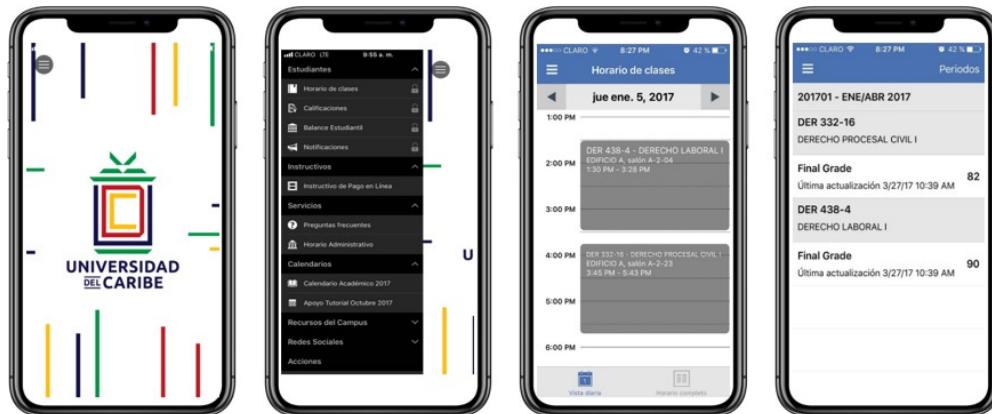 UNIVERSIDAD
DEL CARIBE
CLARO LTE 9:55 a. m.
Estudiantes
Horario de clases
Calificaciones
Balance Estudiantil
Notificaciones
Instructivos
Instructivo de Pago en Línea
Servicios
Preguntas frecuentes
Horario Administrativo
Calendarios
Calendario Académico 2017
Apoyo Tutorial Octubre 2017
Recursos del Campus
Redes Sociales
Acciones
U
CLARO 8:27 PM 42 %
Horario de clases
jue ene. 5, 2017
1:00 PM
DER 438-4 - DERECHO LABORAL I
EDIFICIO A, salón A-2-04
2:00 PM
1:30 PM - 3:28 PM
3:00 PM
4:00 PM
DER 332-16 - DERECHO PROCESAL CIVIL I
EDIFICIO A, salón A-2-23
3:45 PM - 5:43 PM
5:00 PM
6:00 PM
Vista diaria
Horario completo
CLARO 8:27 PM 42 %
Periodos
201701 - ENE/ABR 2017
DER 332-16
DERECHO PROCESAL CIVIL I
Final Grade
82
Última actualización 3/27/17 10:39 AM
DER 438-4
DERECHO LABORAL I
Final Grade
90
Última actualización 3/27/17 10:39 AM